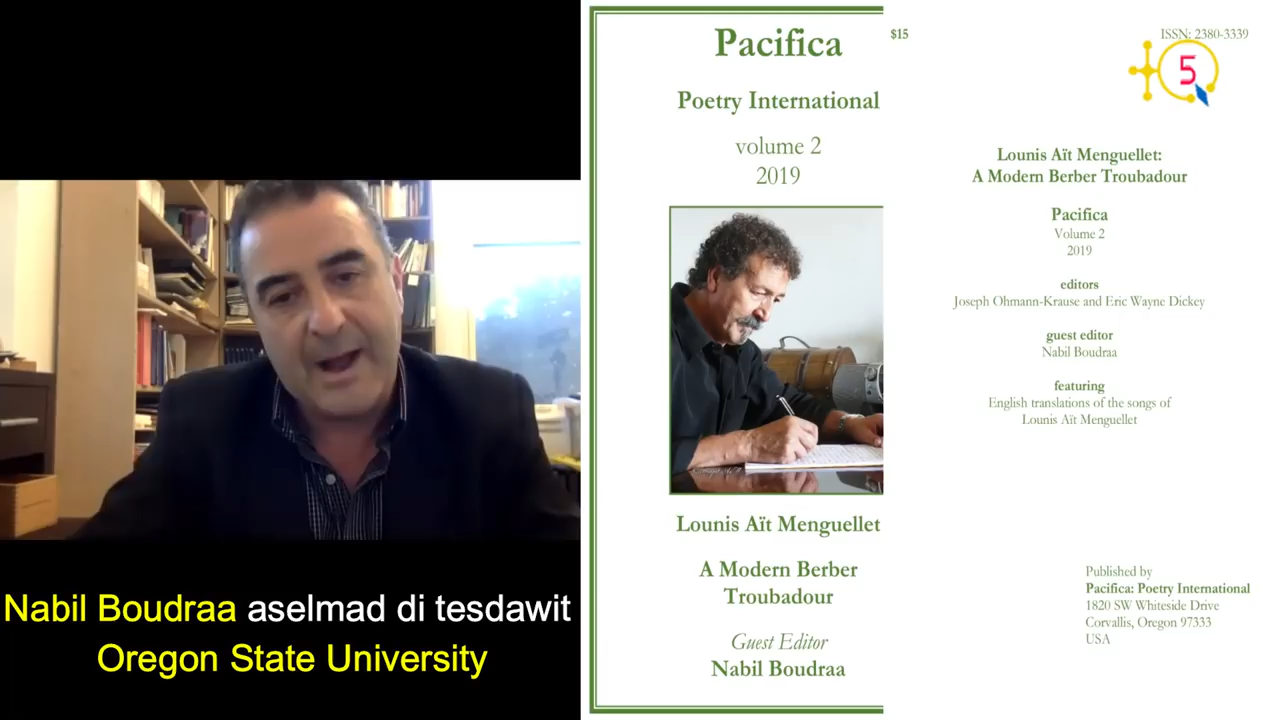 Nabil Boudraa aselmad di tesdawit
Oregon State University
Pacifica
Poetry International
volume 2
2019
Lounis Aït Menguellet
A Modern Berber
Troubadour
Guest Editor
Nabil Boudraa
$15
ISSN: 2380-3339
5
Lounis Aït Menguellet:
A Modern Berber Troubadour
Pacifica
Volume 2
2019
editors
Joseph Ohmann-Krause and Eric Wayne Dickey
guest editor
Nabil Boudraa
featuring
English translations of the songs of
Lounis Aït Menguellet
Published by
Pacifica: Poetry International
1820 SW Whiteside Drive
Corvallis, Oregon 97333
USA